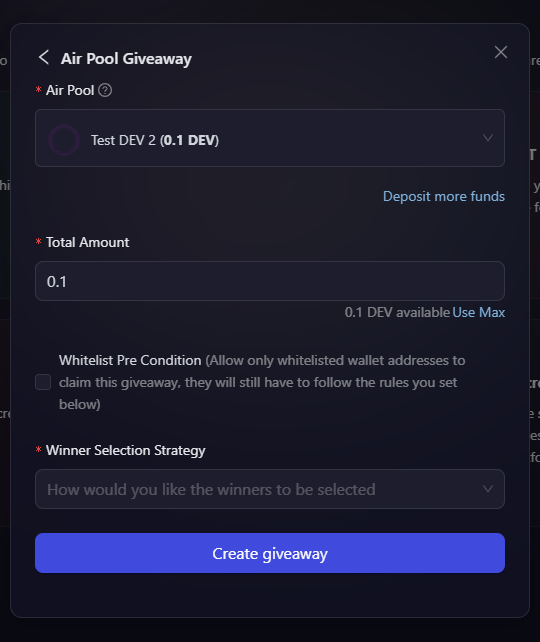 Air Pool Giveaway
* Air Pool
Test DEV 2 (0.1 DEV)
Deposit more funds
* Total Amount
0.1
0.1 DEV available Use Max
Whitelist Pre Condition (Allow only whitelisted wallet addresses to
claim this giveaway, they will still have to follow the rules you set
below)
* Winner Selection Strategy
How would you like the winners to be selected
Create giveaway